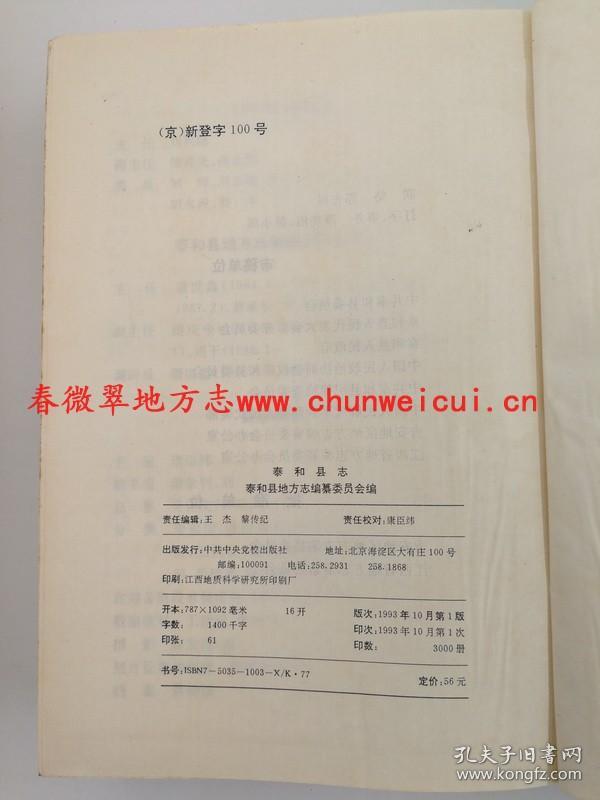 (京)新登字100号
春微翠地方志www.chunweicui.cn
泰和县志
泰和县地方志编纂委员会编
责任编辑:王 杰 黎传纪 责任校对:康臣纬
出版发行:中共中央党校出版社 地址:北京海淀区大有庄100号
邮编:100091 电话:258.2931 258.1868
印刷:江西地质科学研究所印刷厂
开本:787×1092毫米 16开 版次:1993年10月第1版
字数: 1400千字 印次:1993年10月第1次
印张: 61 印数: 3000册
书号:ISBN7-5035-1003-X/K·77 定价:56元
孔夫子旧书网
www.kongfz.com